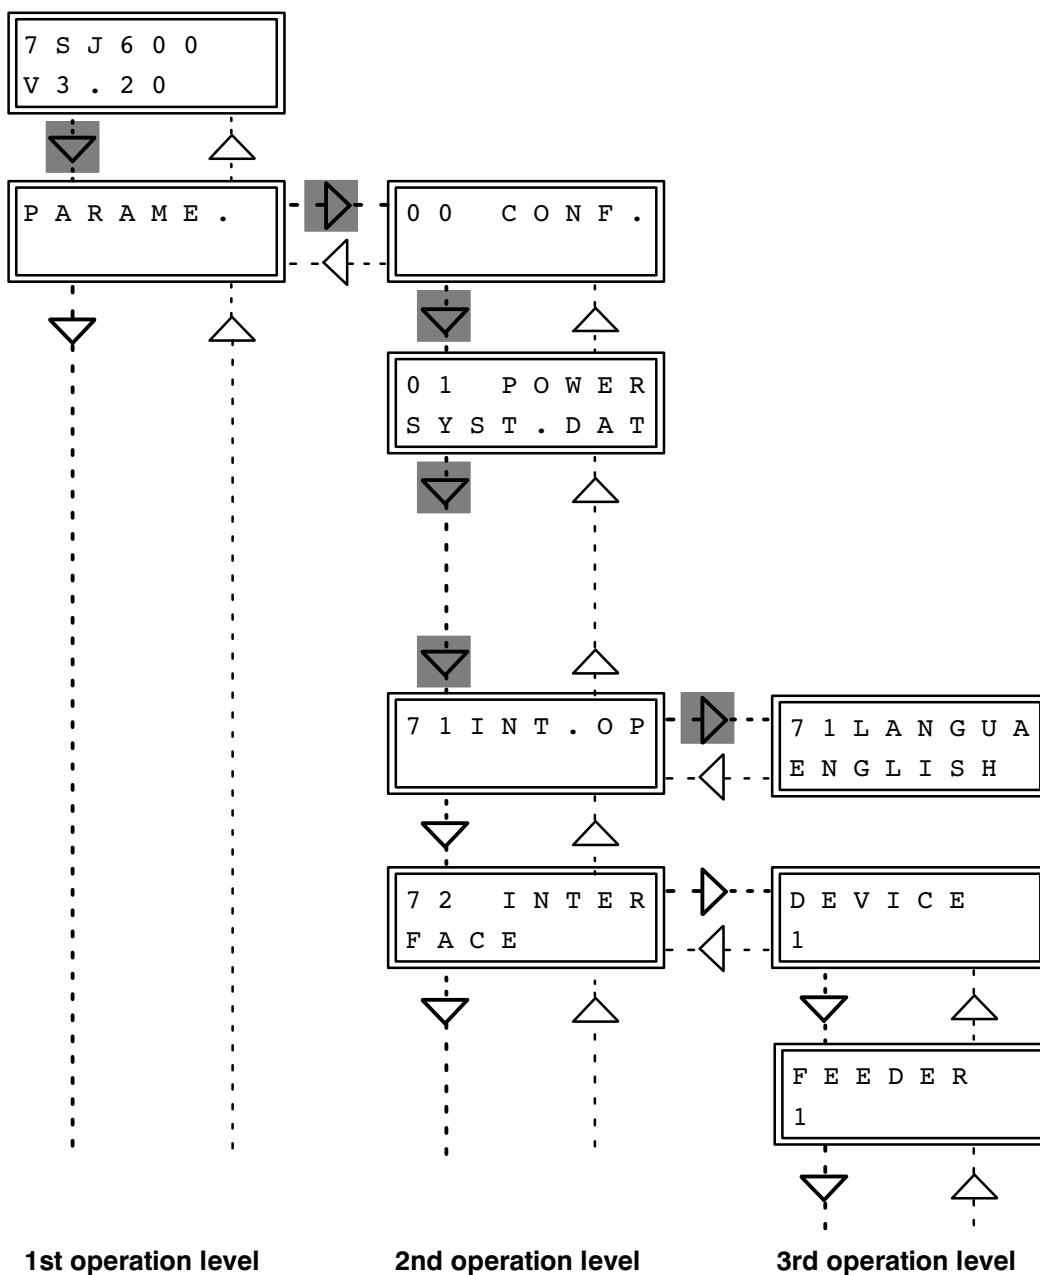 7SJ600
V3.20
PARAME.
00 CONF.
01 POWER
SYST.DAT
71INT.OP
71LANGUA
ENGLISH
72 INTER
FACE
DEVICE
1
FEEDER
1
1st operation level
2nd operation level
3rd operation level